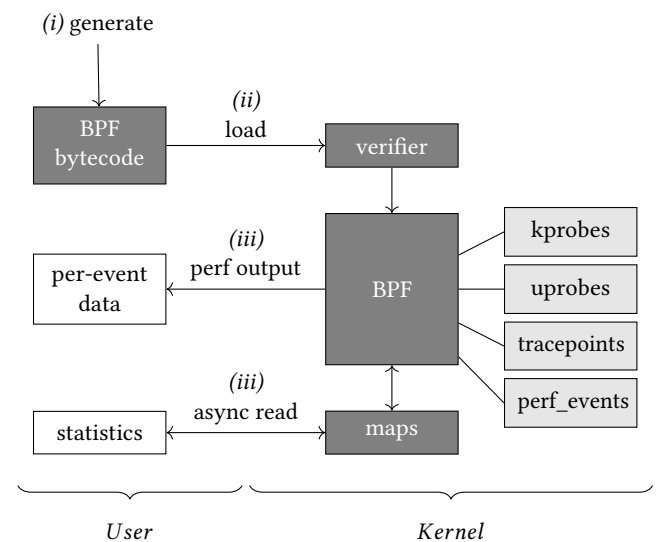 (i) generate
BPF
bytecode
(ii)
load
verifier
(iii)
perf output
per-event
data
BPF
kprobes
uprobes
tracepoints
perf_events
(iii)
async read
statistics
maps
User
Kernel